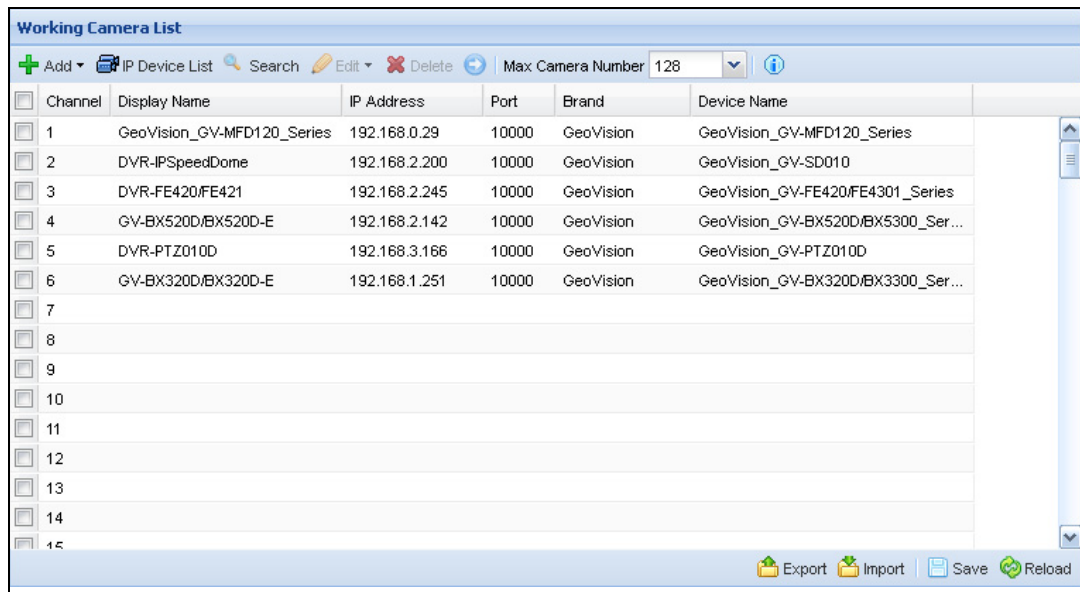 Working Camera List
Add IP Device List Search Edit Delete Max Camera Number 128
Channel Display Name IP Address Port Brand Device Name
1 GeoVision_GV-MFD120_Series 192.168.0.29 10000 GeoVision GeoVision_GV-MFD120_Series
2 DVR-IPSpeedDome 192.168.2.200 10000 GeoVision GeoVision_GV-SD010
3 DVR-FE420/FE421 192.168.2.245 10000 GeoVision GeoVision_GV-FE420/FE4301_Series
4 GV-BX520D/BX520D-E 192.168.2.142 10000 GeoVision GeoVision_GV-BX520D/BX5300_Ser...
5 DVR-PTZ010D 192.168.3.166 10000 GeoVision GeoVision_GV-PTZ010D
6 GV-BX320D/BX320D-E 192.168.1.251 10000 GeoVision GeoVision_GV-BX320D/BX3300_Ser...
7
8
9
10
11
12
13
14
15
Export Import Save Reload